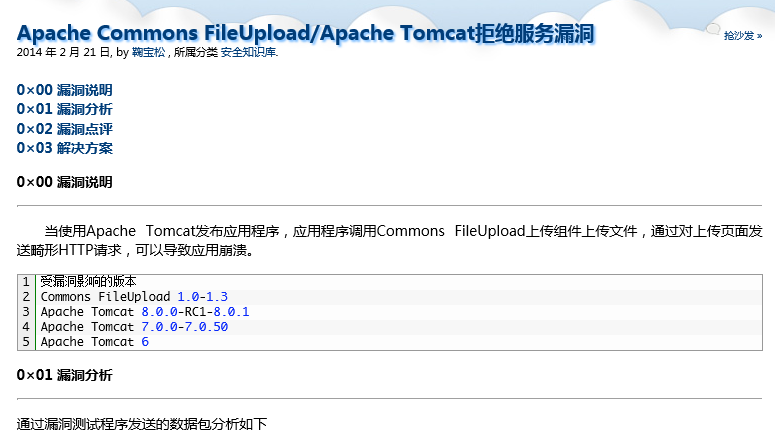 Apache Commons FileUpload/Apache Tomcat拒绝服务漏洞
抢沙发 »
2014 年 2 月 21 日, by 鞠宝松 , 所属分类 安全知识库.
0×00 漏洞说明
0×01 漏洞分析
0×02 漏洞点评
0×03 解决方案
0×00 漏洞说明
当使用Apache Tomcat发布应用程序，应用程序调用Commons FileUpload上传组件上传文件，通过对上传页面发
送畸形HTTP请求，可以导致应用崩溃。
1 受漏洞影响的版本
2 Commons FileUpload 1.0-1.3
3 Apache Tomcat 8.0.0-RC1-8.0.1
4 Apache Tomcat 7.0.0-7.0.50
5 Apache Tomcat 6
0×01 漏洞分析
通过漏洞测试程序发送的数据包分析如下